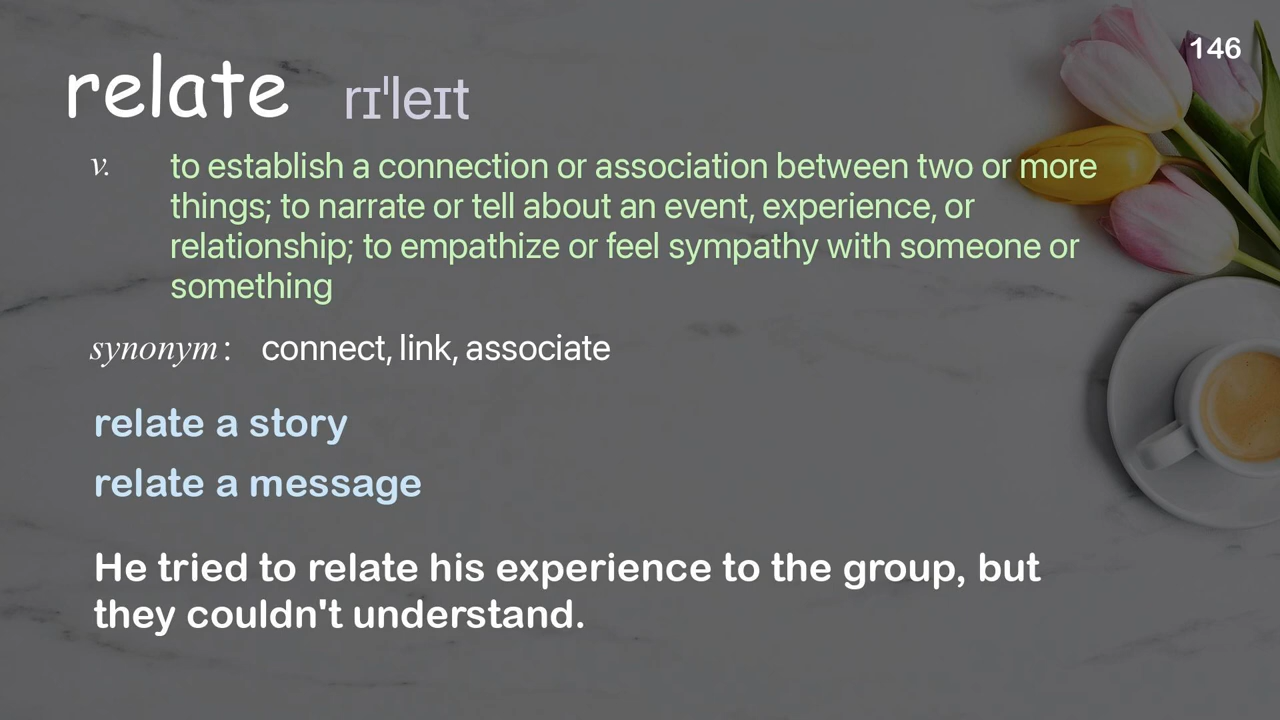 146
relate rɪˈleɪt
v. to establish a connection or association between two or more
things; to narrate or tell about an event, experience, or
relationship; to empathize or feel sympathy with someone or
something
synonym : connect, link, associate
relate a story
relate a message
He tried to relate his experience to the group, but
they couldn't understand.